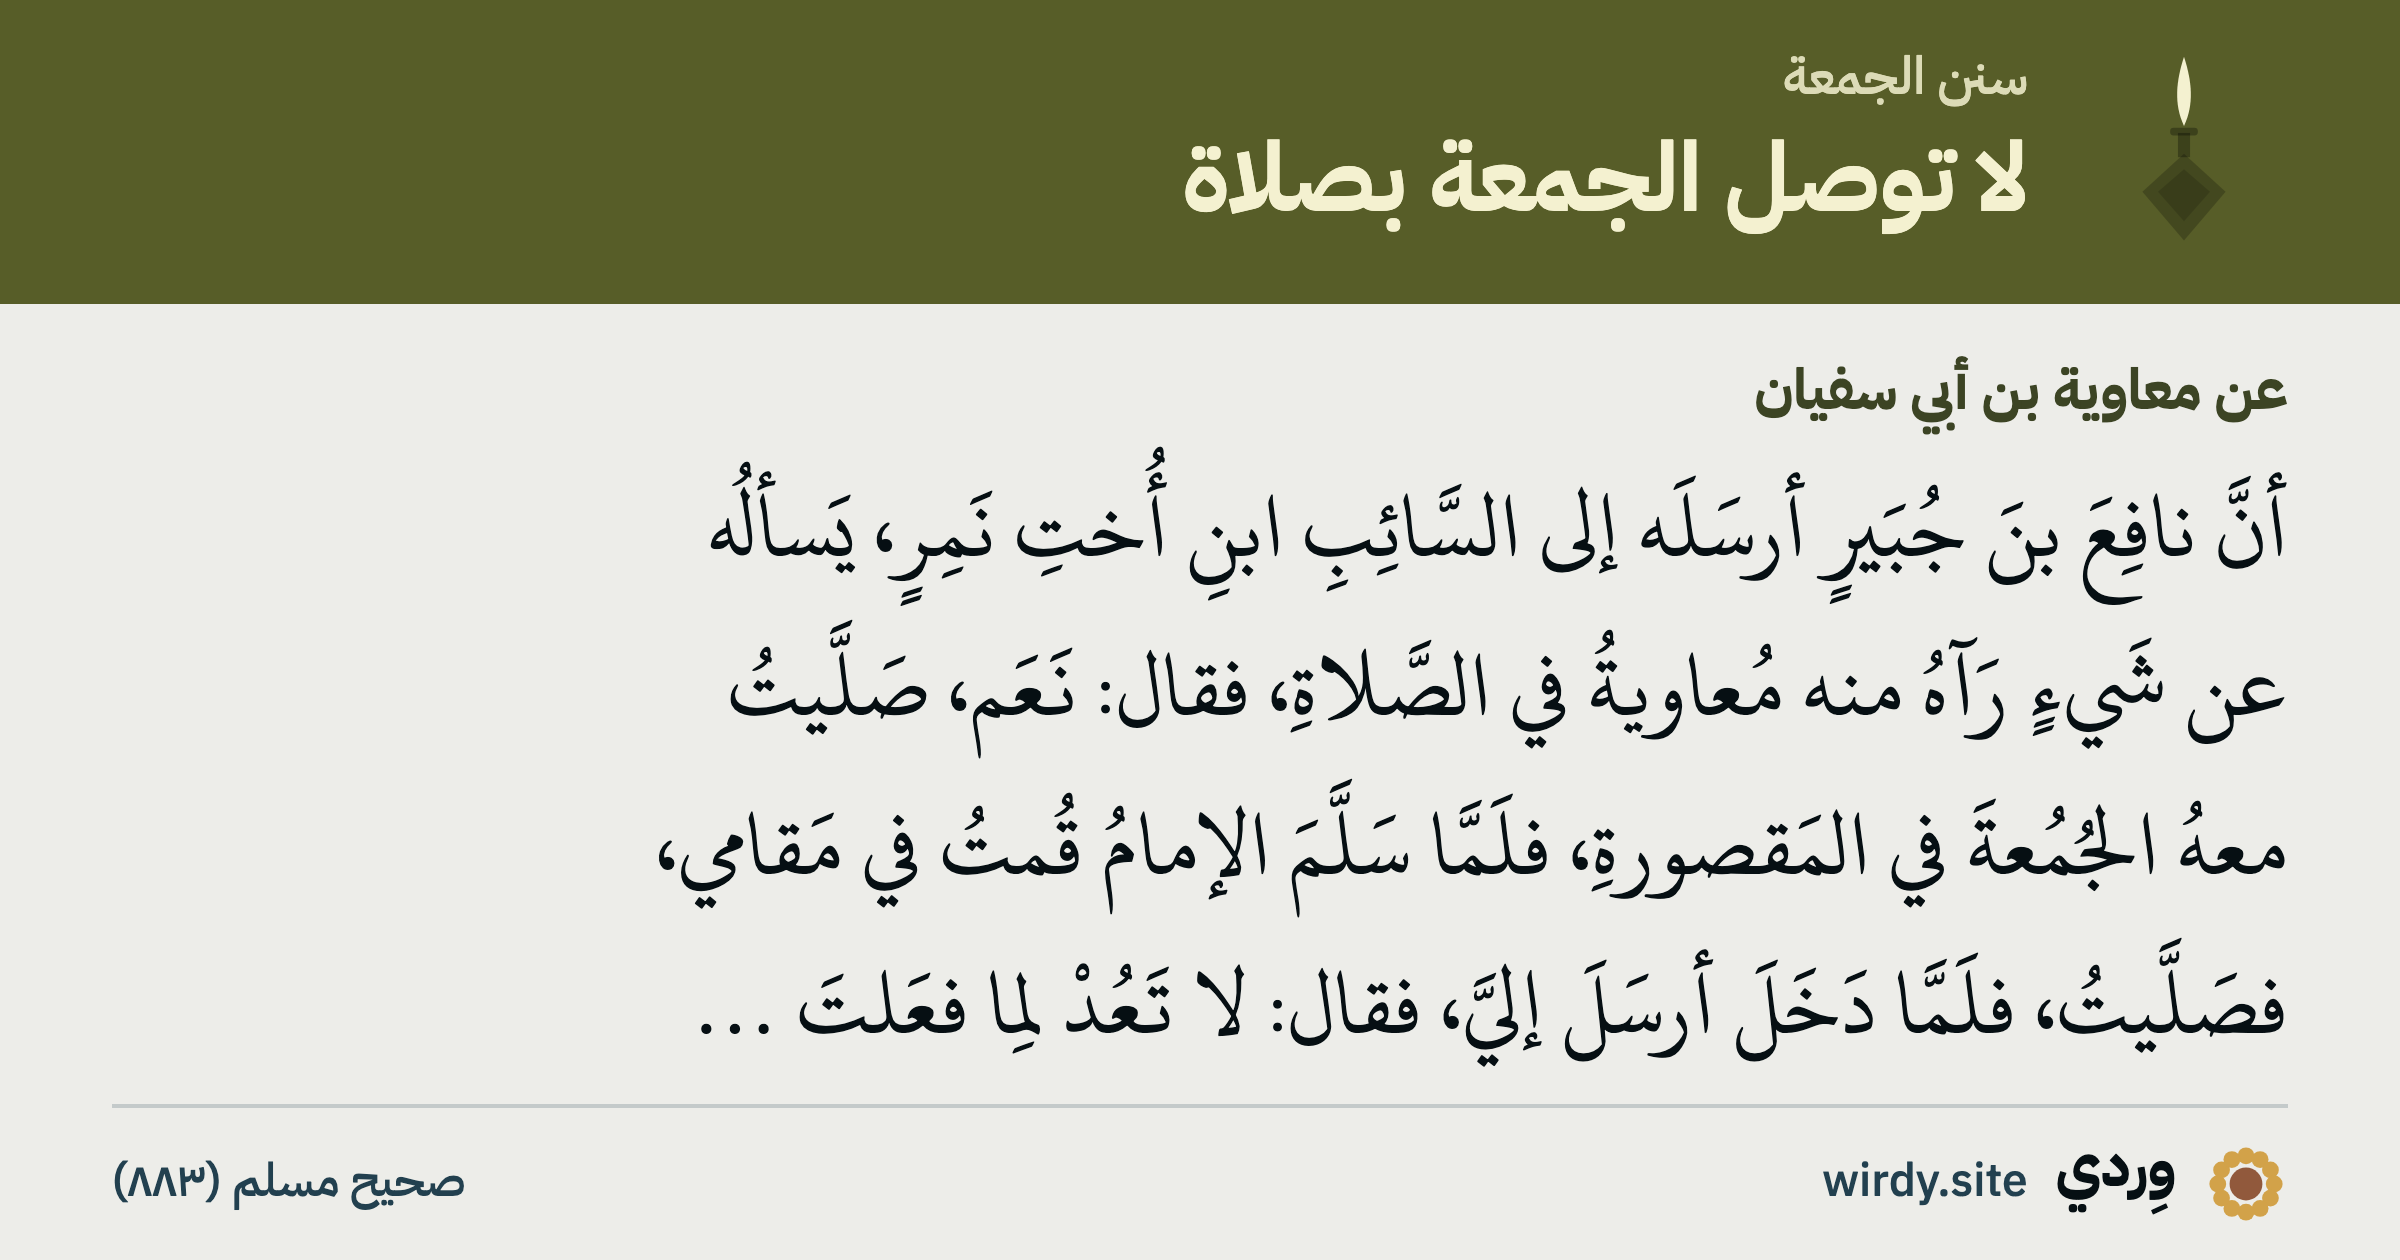 سنن الجمعة
لا توصل الجمعة بصلاة
عن معاوية بن أبي سفيان
أنَّ نافِعَ بنَ جُبَيرٍ أرسَلَه إلى السَّائِبِ ابنِ أُختِ نَمِرٍ، يَسألُه
عن شَيءٍ رَآهُ منه مُعاويةُ في الصَّلاةِ، فقال: نَعَم، صَلَّيتُ
معهُ الجُمُعةَ في المَقصورةِ، فلَمَّا سَلَّمَ الإمامُ قُمتُ في مَقامي،
فصَلَّيتُ، فلَمَّا دَخَلَ أرسَلَ إليَّ، فقال: لا تَعُدْ لِما فعَلتَ ...
وِردي wirdy.site
صحيح مسلم (٨٨٣)